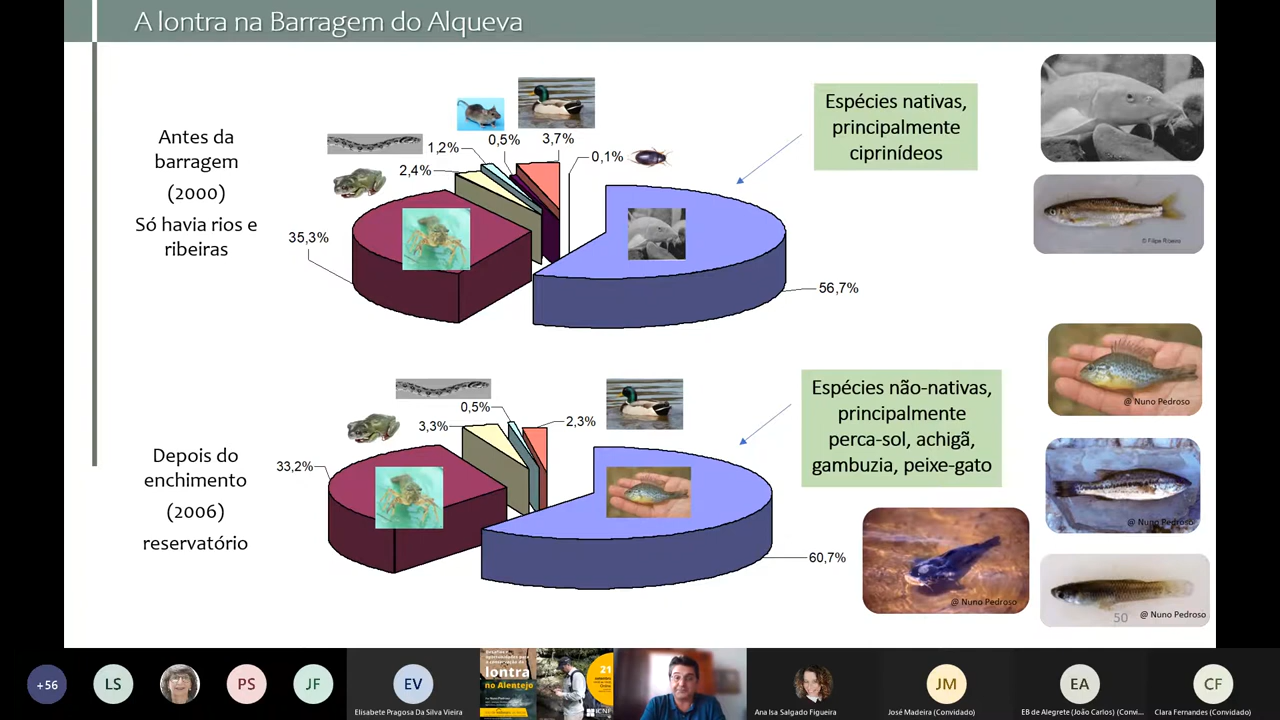 A lontra na Barragem do Alqueva
Antes da
barragem
(2000)
Só havia rios e
ribeiras
35,3%
2,4%
1,2%
0,5%
3,7%
0,1%
56,7%
Espécies nativas,
principalmente
ciprinídeos
© Filipe Ribeiro
Depois do
enchimento
(2006)
reservatório
33,2%
3,3%
0,5%
2,3%
60,7%
Espécies não-nativas,
principalmente
perca-sol, achigã,
gambuzia, peixe-gato
@ Nuno Pedroso
@ Nuno Pedroso
@ Nuno Pedroso
@ Nuno Pedroso
50
+56
LS
PS
JF
EV
Elisabete Pragosa Da Silva Vieira
lontra
no Alentejo
21
ICNF
Ana Isa Salgado Figueira
JM
José Madeira (Convidado)
EA
EB de Alegrete (João Carlos) (Convi...
CF
Clara Fernandes (Convidado)